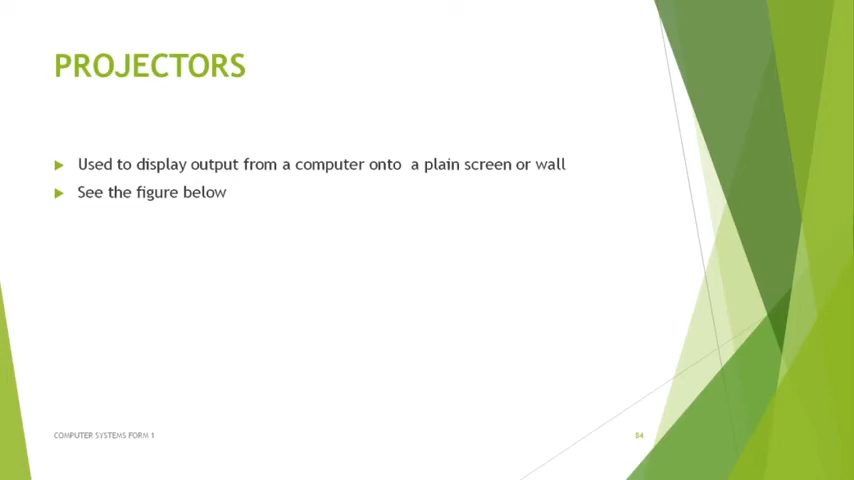 PROJECTORS
Used to display output from a computer onto a plain screen or wall
See the figure below
COMPUTER SYSTEMS FORM 1
84